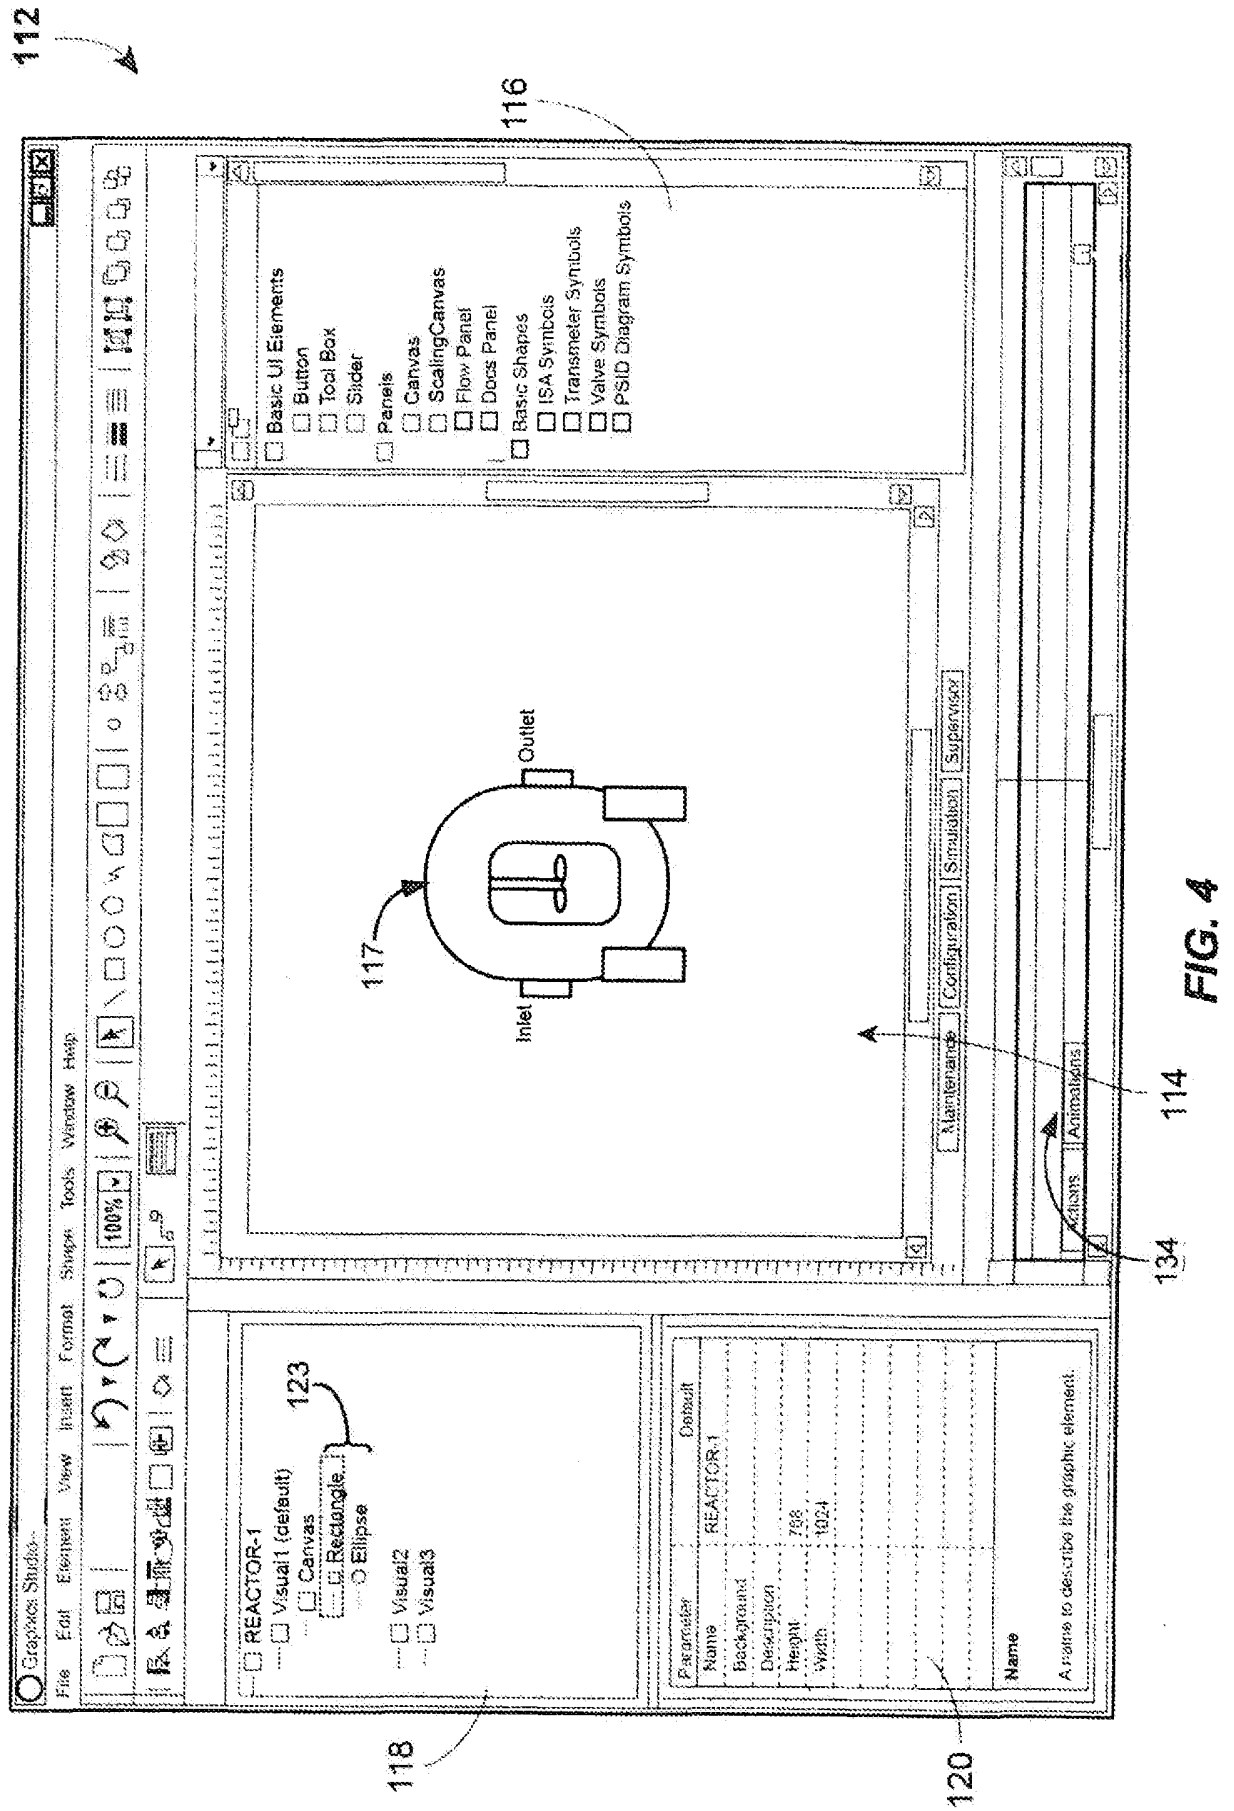 112
Graphics Studio
File Edit Element View Insert Format Shape Tools Window Help
100%
REACTOR-1
Visual1 (default)
Canvas
Rectangle...
Ellipse
Visual2
Visual3
123
118
Parameter Default
Name REACTOR-1
Background
Description
Height 768
Width 1024
Name
A name to describe the graphic element.
120
117
Inlet
Outlet
Maintenance Configuration Simulation Supervisor
114
Basic UI Elements
Button
Tool Box
Slider
Panels
Canvas
ScalingCanvas
Flow Panel
Docs Panel
Basic Shapes
ISA Symbols
Transmeter Symbols
Valve Symbols
PSID Diagram Symbols
116
Actions Animations
134
FIG. 4